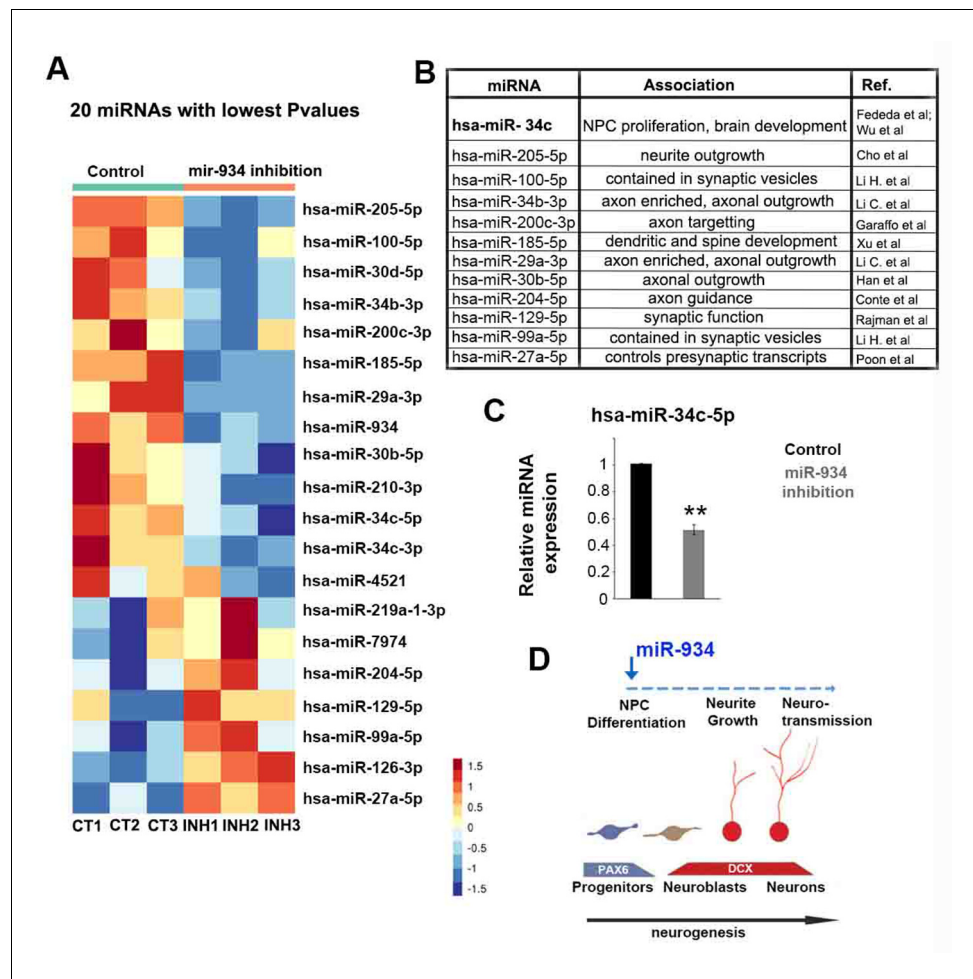 A
20 miRNAs with lowest Pvalues
Control mir-934 inhibition
hsa-miR-205-5p
hsa-miR-100-5p
hsa-miR-30d-5p
hsa-miR-34b-3p
hsa-miR-200c-3p
hsa-miR-185-5p
hsa-miR-29a-3p
hsa-miR-934
hsa-miR-30b-5p
hsa-miR-210-3p
hsa-miR-34c-5p
hsa-miR-34c-3p
hsa-miR-4521
hsa-miR-219a-1-3p
hsa-miR-7974
hsa-miR-204-5p
hsa-miR-129-5p
hsa-miR-99a-5p
hsa-miR-126-3p
hsa-miR-27a-5p
CT1 CT2 CT3 INH1 INH2 INH3
1.5
1
0.5
0
-0.5
-1
-1.5
B
miRNA Association Ref.
hsa-miR- 34c NPC proliferation, brain development Fededa et al;
Wu et al
hsa-miR-205-5p neurite outgrowth Cho et al
hsa-miR-100-5p contained in synaptic vesicles Li H. et al
hsa-miR-34b-3p axon enriched, axonal outgrowth Li C. et al
hsa-miR-200c-3p axon targetting Garaffo et al
hsa-miR-185-5p dendritic and spine development Xu et al
hsa-miR-29a-3p axon enriched, axonal outgrowth Li C. et al
hsa-miR-30b-5p axonal outgrowth Han et al
hsa-miR-204-5p axon guidance Conte et al
hsa-miR-129-5p synaptic function Rajman et al
hsa-miR-99a-5p contained in synaptic vesicles Li H. et al
hsa-miR-27a-5p controls presynaptic transcripts Poon et al
C
hsa-miR-34c-5p
Relative miRNA
expression
1
0.8
0.6
0.4
0.2
0
**
Control
miR-934
inhibition
D
miR-934
NPC
Differentiation
Neurite
Growth
Neuro-
transmission
PAX6 DCX
Progenitors Neuroblasts Neurons
neurogenesis